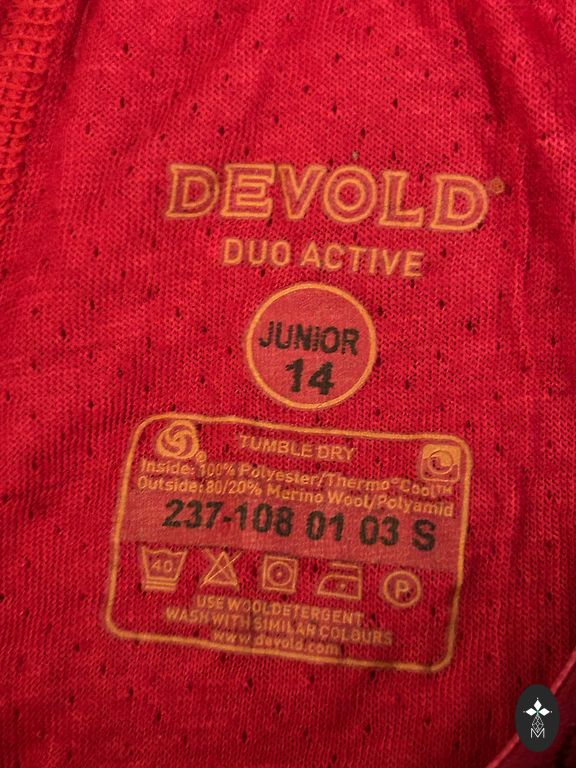 DEVOLD®
DUO ACTIVE
JUNIOR
14
TUMBLE DRY
Inside: 100% Polyester/Thermo°Cool™
Outside: 80/20% Merino Wool/Polyamid
237-108 01 03 S
40 P
USE WOOLDETERGENT
WASH WITH SIMILAR COLOURS
www.devold.com
M